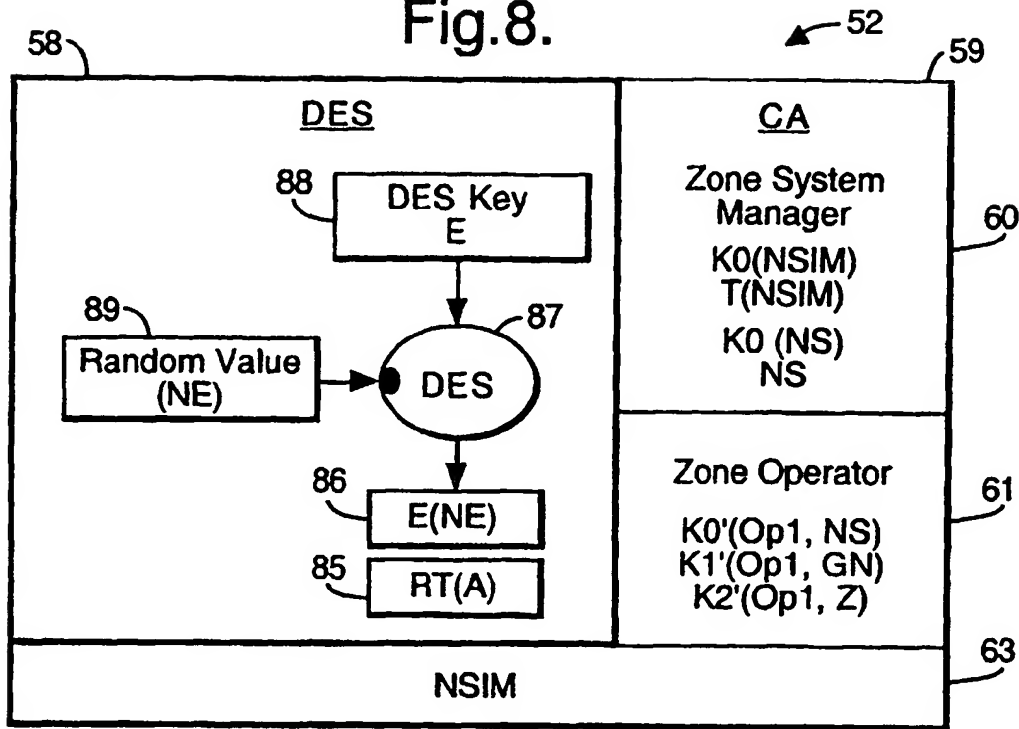 Fig.8.
52
58
59
DES
CA
88
DES Key
E
Zone System
Manager
K0(NSIM)
T(NSIM)
K0 (NS)
NS
60
89
Random Value
(NE)
87
DES
86
E(NE)
85
RT(A)
Zone Operator
K0'(Op1, NS)
K1'(Op1, GN)
K2'(Op1, Z)
61
NSIM
63